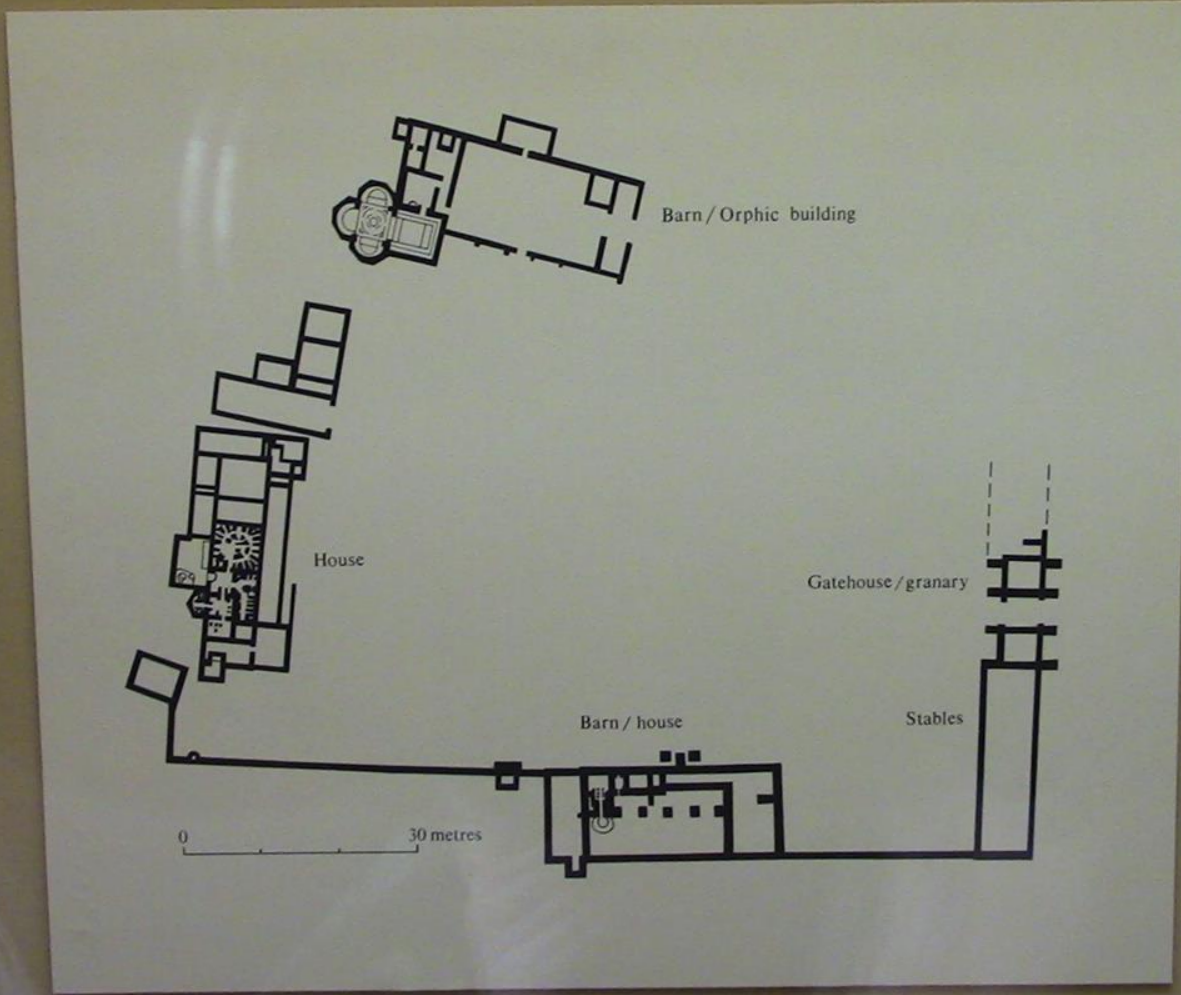 Barn / Orphic building
House
Gatehouse / granary
Barn / house
Stables
0 30 metres